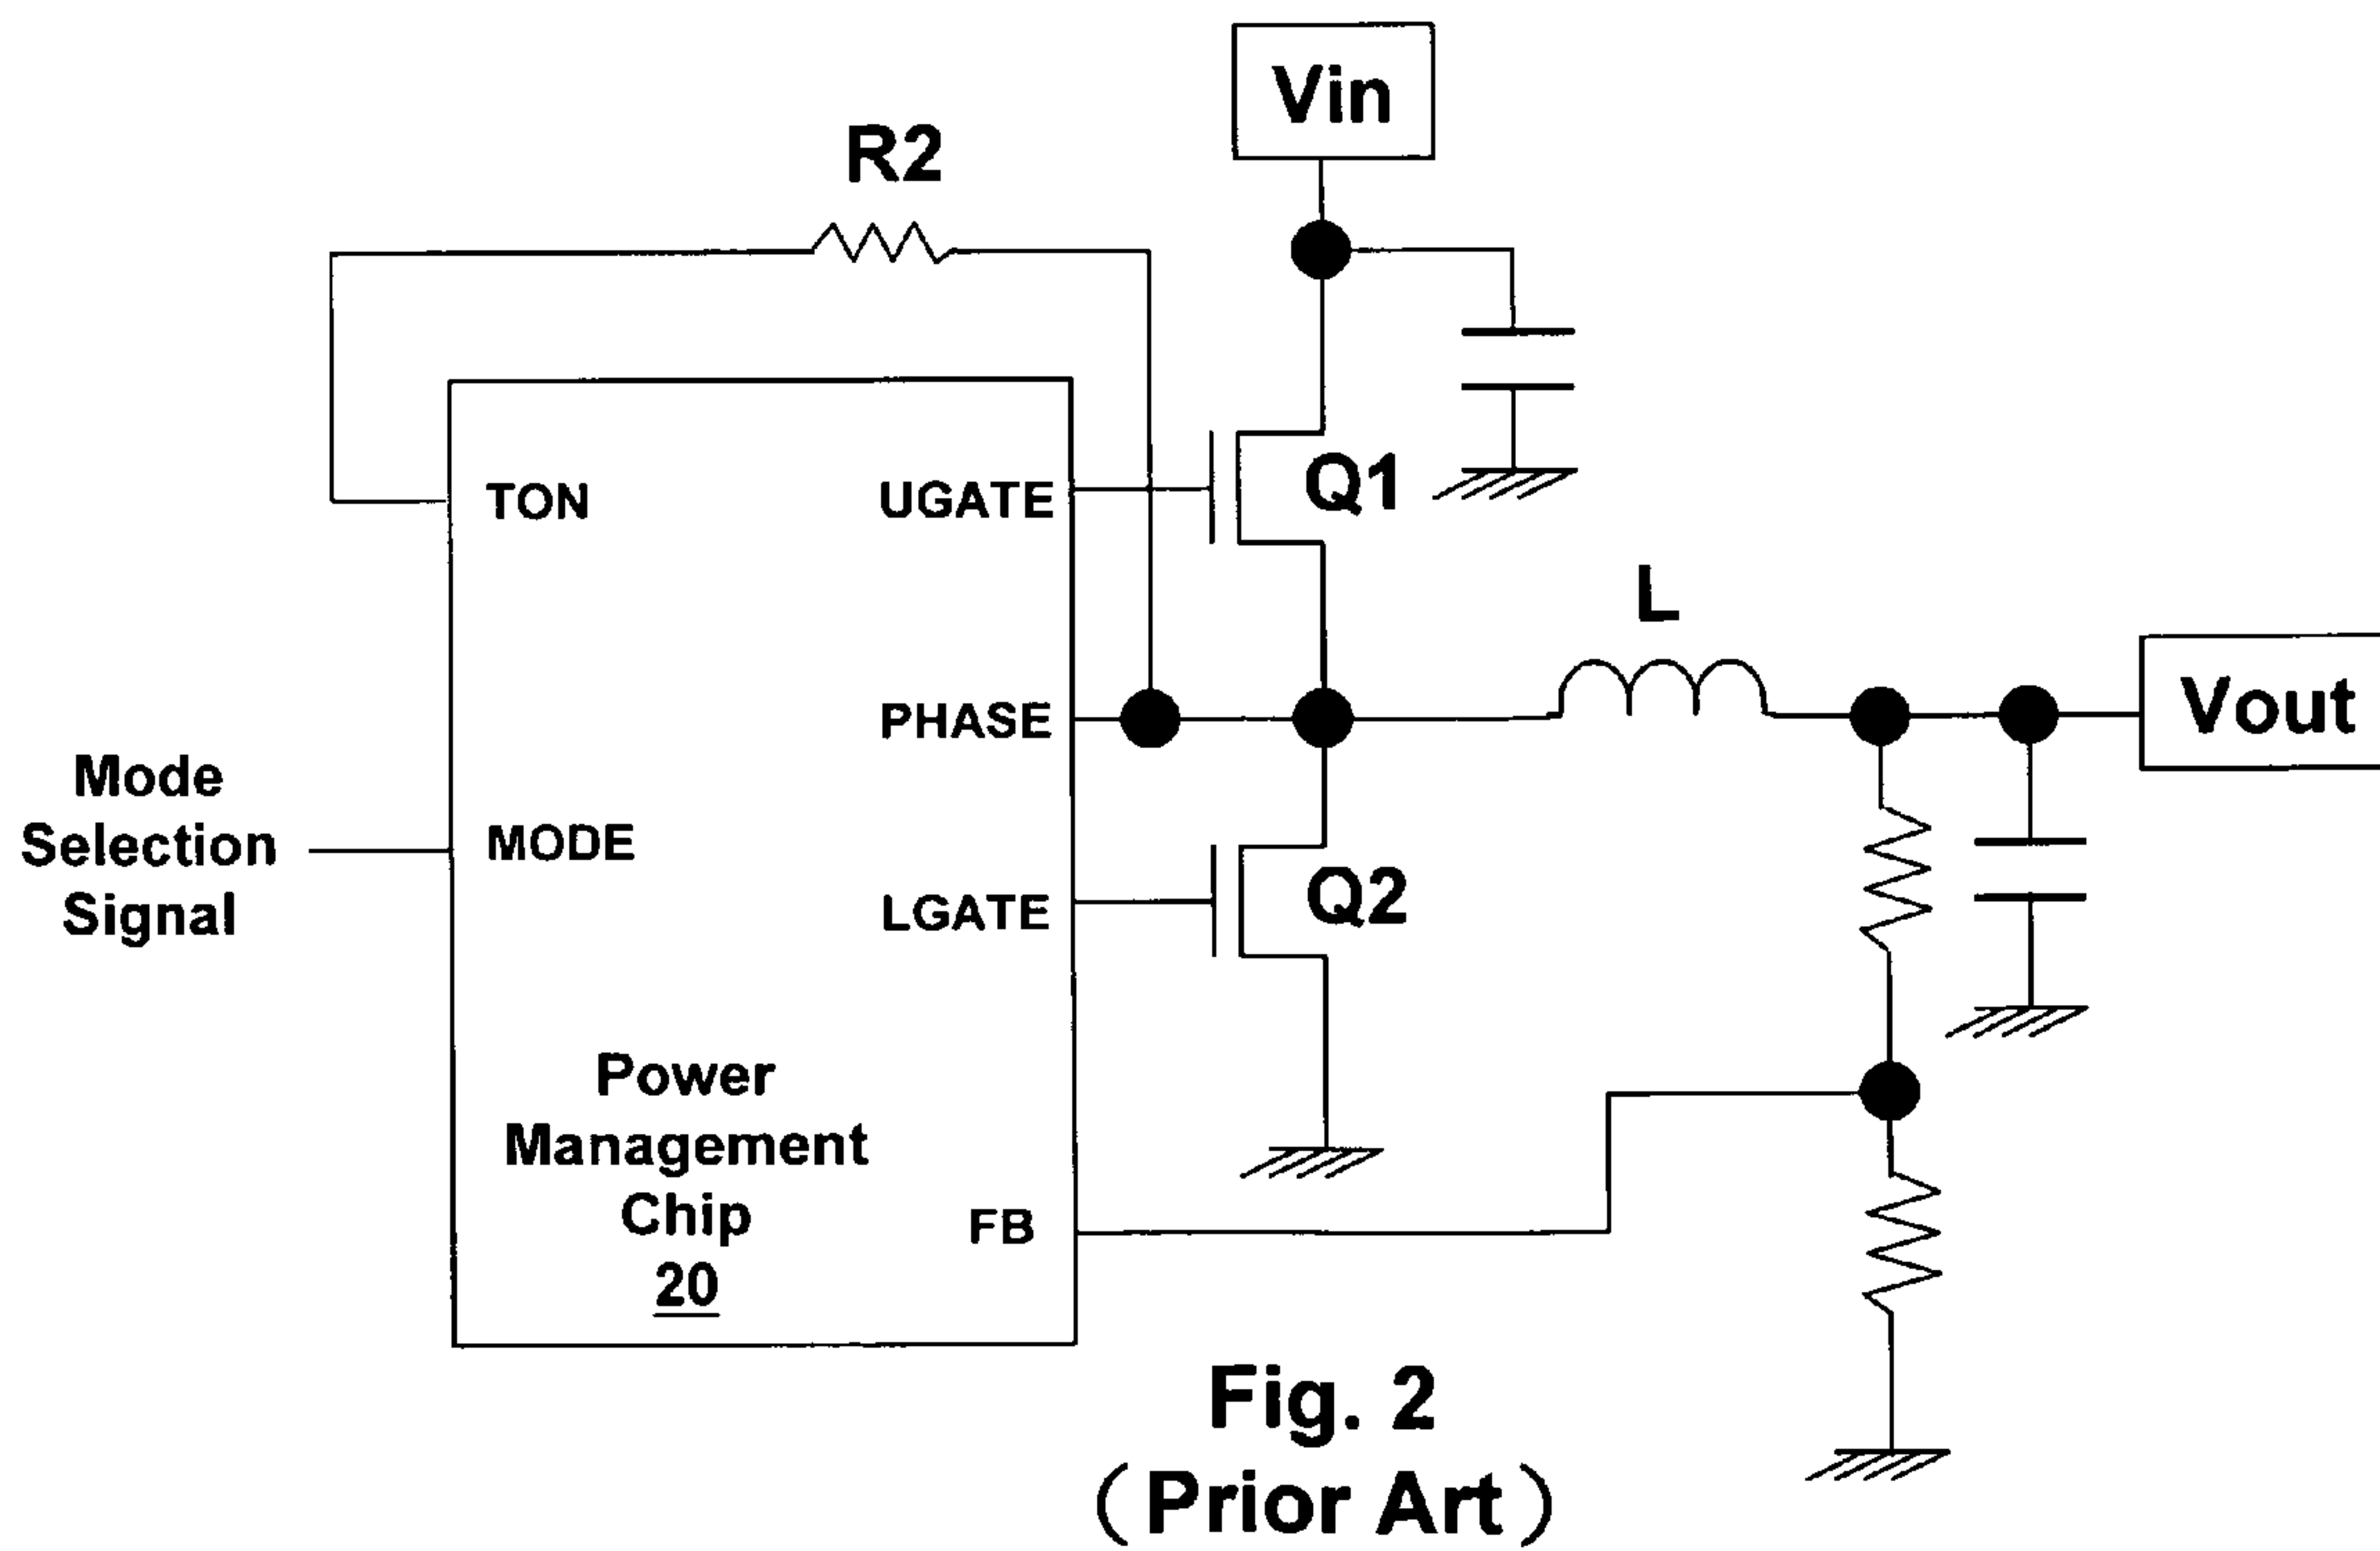 Vin
R2
TON
UGATE
Q1
L
PHASE
Vout
Mode
Selection
Signal
MODE
LGATE
Q2
Power
Management
Chip
20
FB
Fig. 2
(Prior Art)